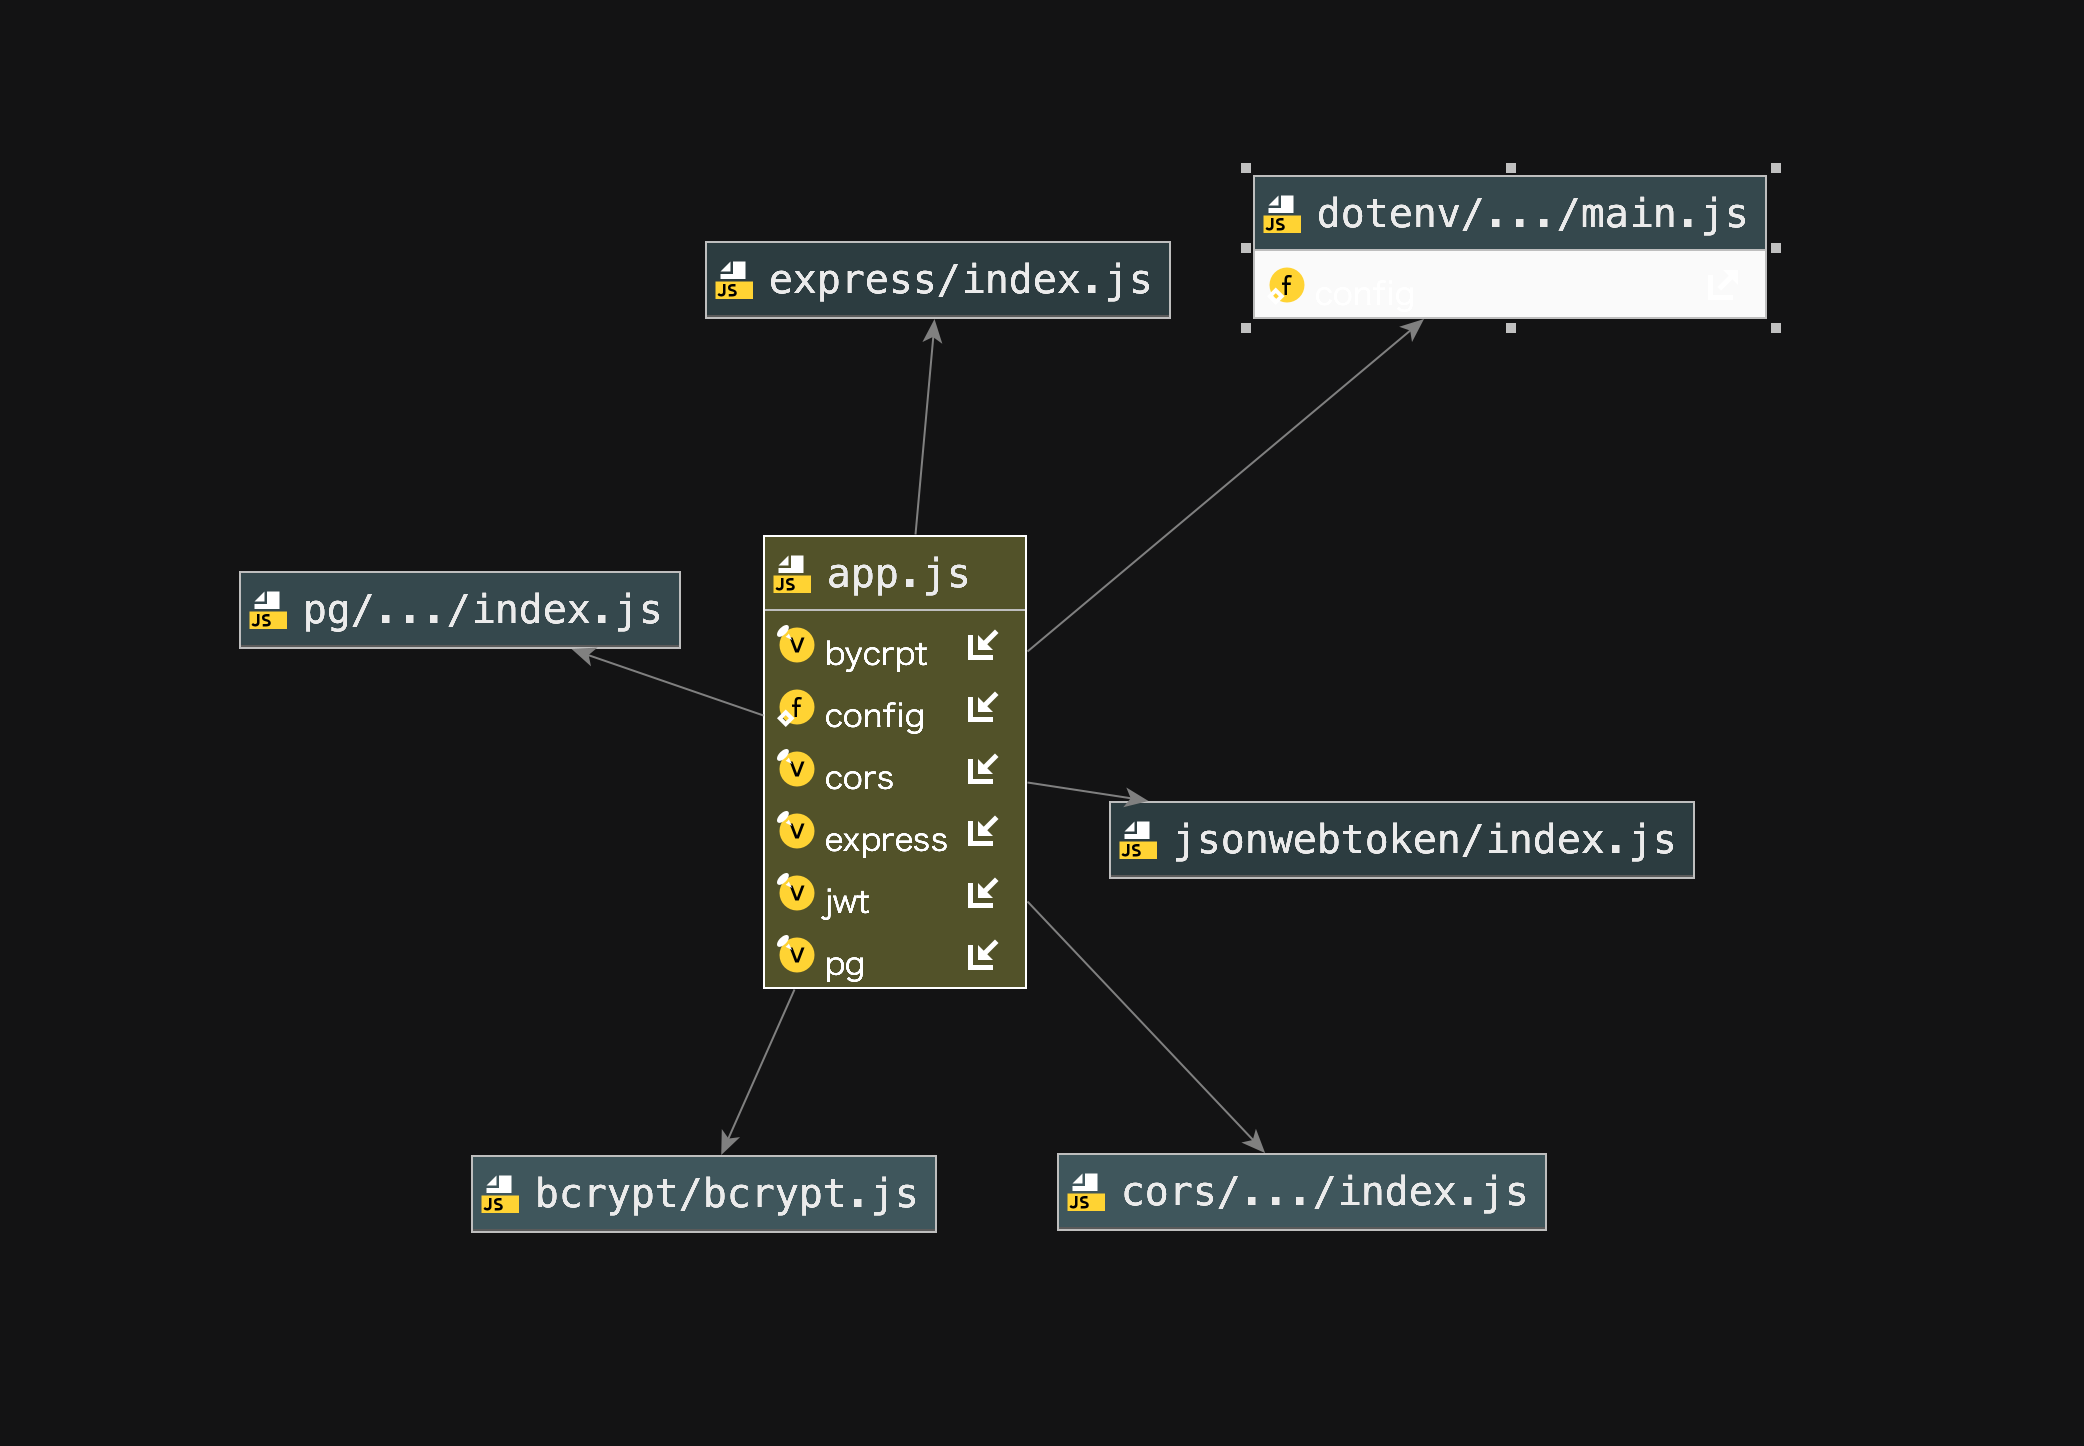 JS dotenv/.../main.js
f config
JS express/index.js
JS app.js
V bycrpt
f config
V cors
V express
V jwt
V pg
JS pg/.../index.js
JS jsonwebtoken/index.js
JS bcrypt/bcrypt.js
JS cors/.../index.js